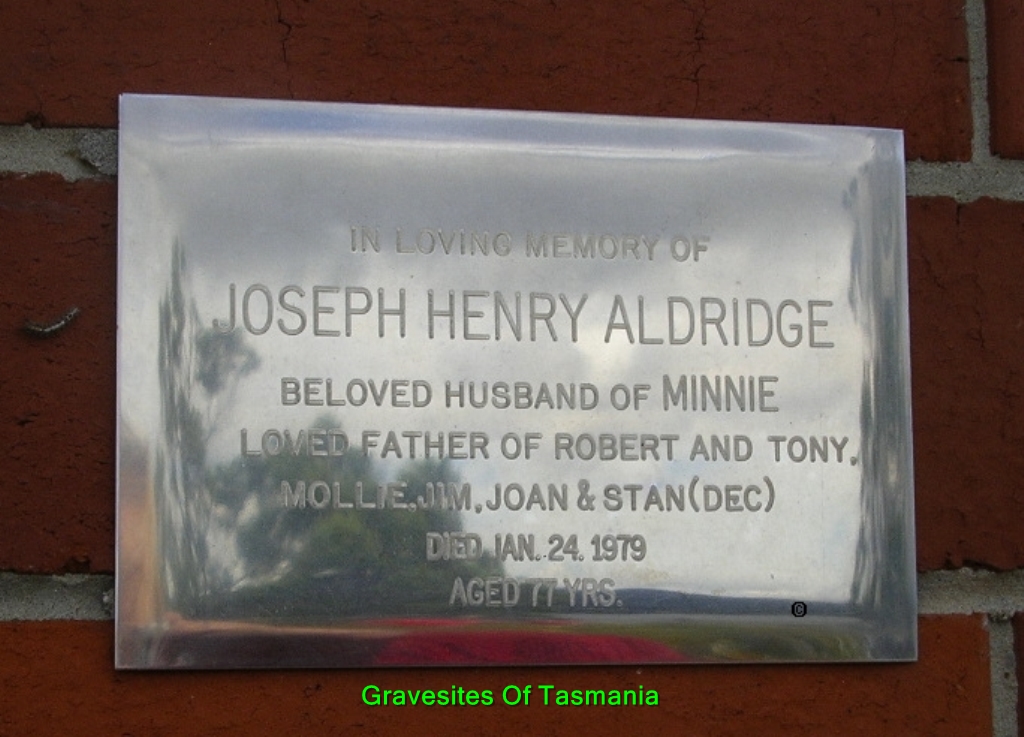 IN LOVING MEMORY OF
JOSEPH HENRY ALDRIDGE
BELOVED HUSBAND OF MINNIE
LOVED FATHER OF ROBERT AND TONY,
MOLLIE, JIM, JOAN & STAN (DEC)
DIED JAN. 24. 1979
AGED 77 YRS.
©
Gravesites Of Tasmania